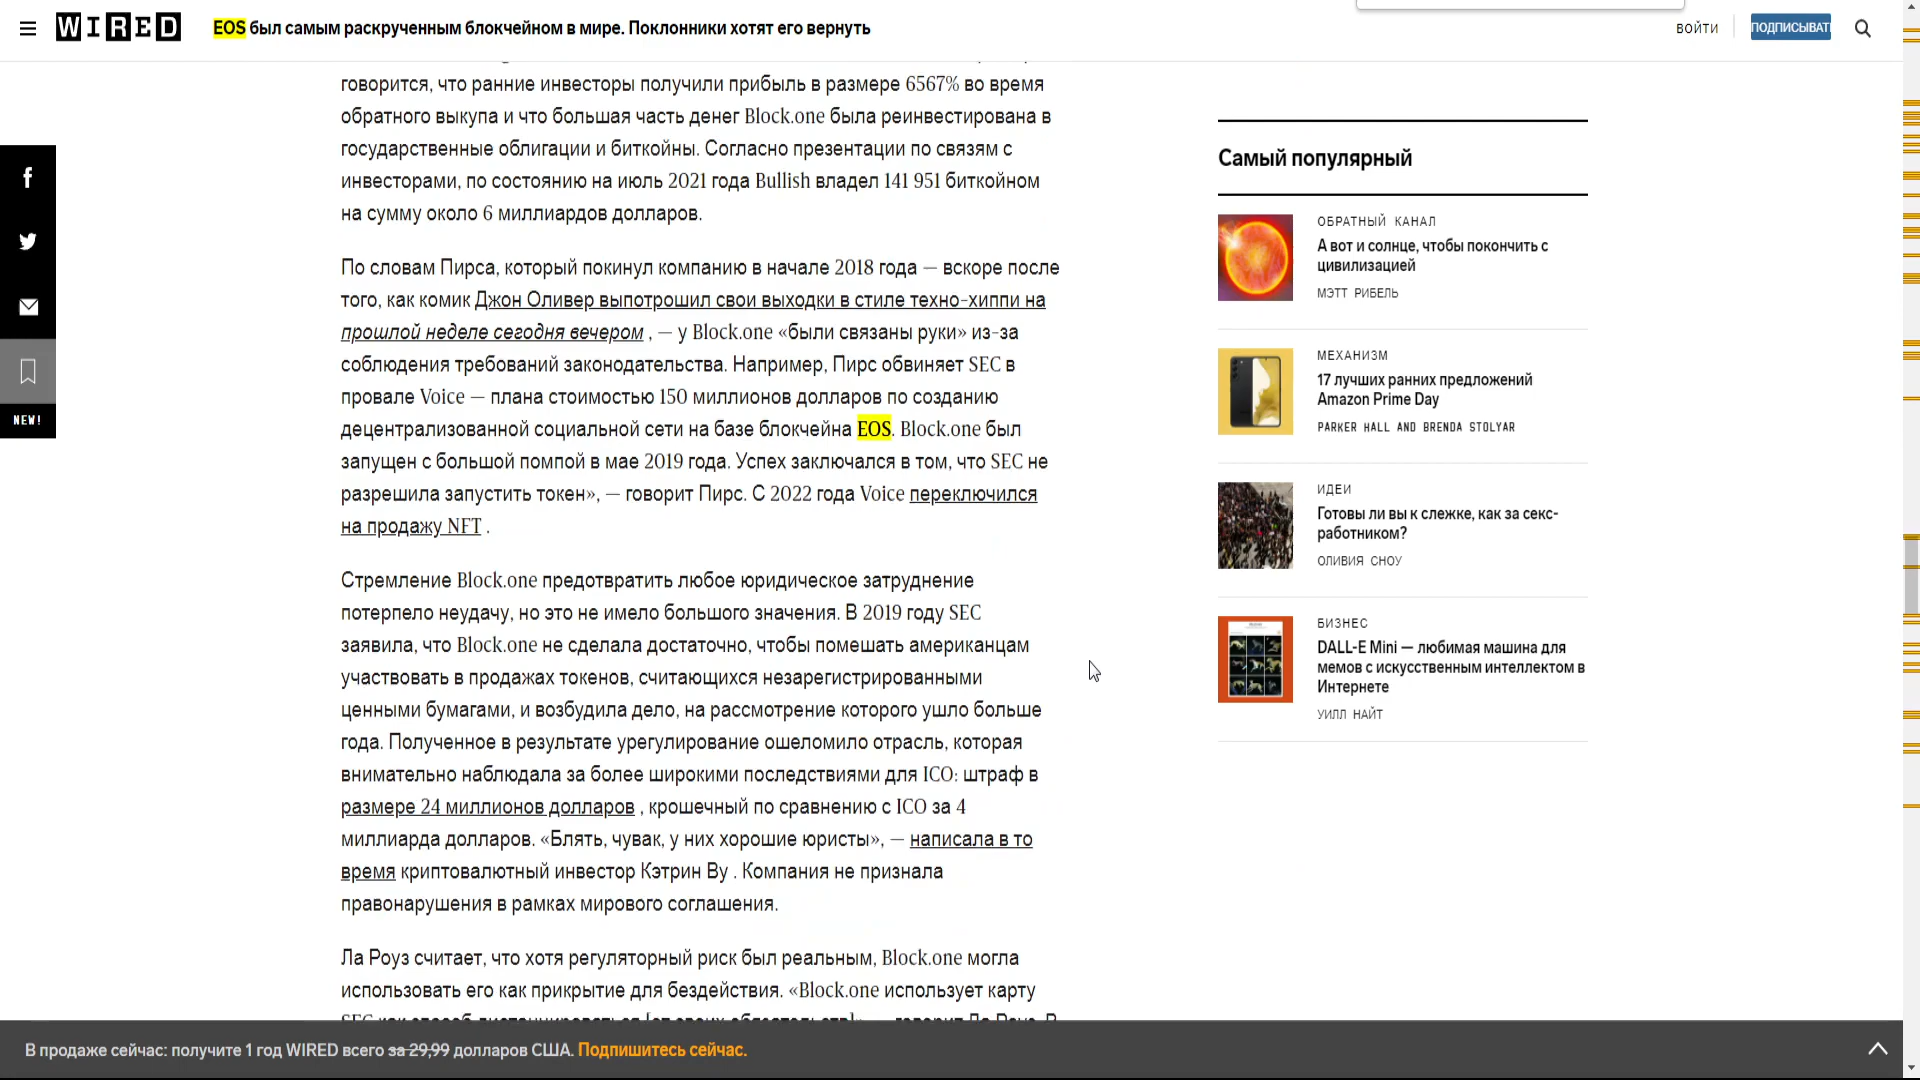 WIRED
EOS был самым раскрученным блокчейном в мире. Поклонники хотят его вернуть
ВОЙТИ
ПОДПИСЫВАТ
говорится, что ранние инвесторы получили прибыль в размере 6567% во время
обратного выкупа и что большая часть денег Block.one была реинвестирована в
государственные облигации и биткойны. Согласно презентации по связям с
инвесторами, по состоянию на июль 2021 года Bullish владел 141 951 биткойном
на сумму около 6 миллиардов долларов.
По словам Пирса, который покинул компанию в начале 2018 года — вскоре после
того, как комик Джон Оливер выпотрошил свои выходки в стиле техно-хиппи на
прошлой неделе сегодня вечером , — у Block.one «были связаны руки» из-за
соблюдения требований законодательства. Например, Пирс обвиняет SEC в
провале Voice — плана стоимостью 150 миллионов долларов по созданию
децентрализованной социальной сети на базе блокчейна EOS. Block.one был
запущен с большой помпой в мае 2019 года. Успех заключался в том, что SEC не
разрешила запустить токен», — говорит Пирс. С 2022 года Voice переключился
на продажу NFT .
Стремление Block.one предотвратить любое юридическое затруднение
потерпело неудачу, но это не имело большого значения. В 2019 году SEC
заявила, что Block.one не сделала достаточно, чтобы помешать американцам
участвовать в продажах токенов, считающихся незарегистрированными
ценными бумагами, и возбудила дело, на рассмотрение которого ушло больше
года. Полученное в результате урегулирование ошеломило отрасль, которая
внимательно наблюдала за более широкими последствиями для ICO: штраф в
размере 24 миллионов долларов , крошечный по сравнению с ICO за 4
миллиарда долларов. «Блять, чувак, у них хорошие юристы», — написала в то
время криптовалютный инвестор Кэтрин Ву . Компания не признала
правонарушения в рамках мирового соглашения.
Ла Роуз считает, что хотя регуляторный риск был реальным, Block.one могла
использовать его как прикрытие для бездействия. «Block.one использует карту
SEC как способ дистанцироваться [от своих обязательств]», — говорит Ла Роуз. В
NEW!
Самый популярный
ОБРАТНЫЙ КАНАЛ
А вот и солнце, чтобы покончить с
цивилизацией
МЭТТ РИБЕЛЬ
МЕХАНИЗМ
17 лучших ранних предложений
Amazon Prime Day
PARKER HALL AND BRENDA STOLYAR
ИДЕИ
Готовы ли вы к слежке, как за секс-
работником?
ОЛИВИЯ СНОУ
БИЗНЕС
DALL-E Mini — любимая машина для
мемов с искусственным интеллектом в
Интернете
УИЛЛ НАЙТ
В продаже сейчас: получите 1 год WIRED всего за 29,99 долларов США. Подпишитесь сейчас.